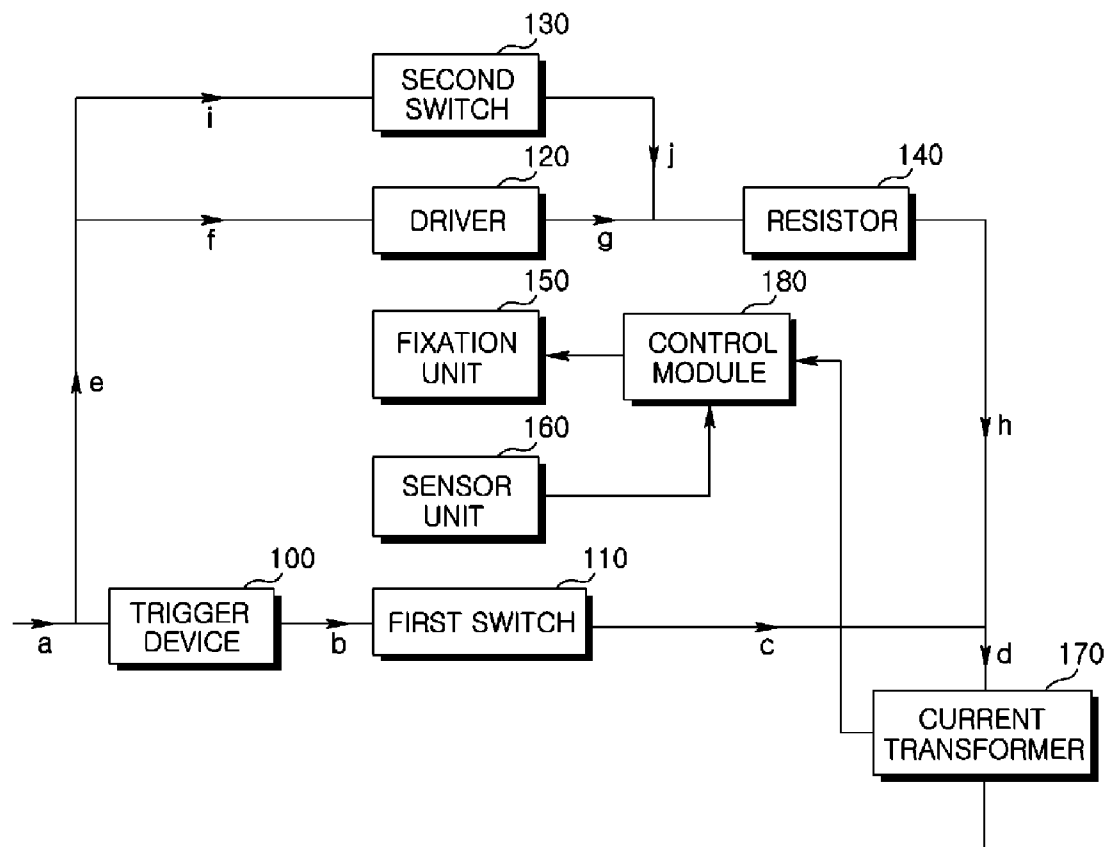 130
SECOND
SWITCH
i
j
120
DRIVER
f
g
140
RESISTOR
150
FIXATION
UNIT
180
CONTROL
MODULE
e
h
160
SENSOR
UNIT
100
TRIGGER
DEVICE
a
b
110
FIRST SWITCH
c
d
170
CURRENT
TRANSFORMER